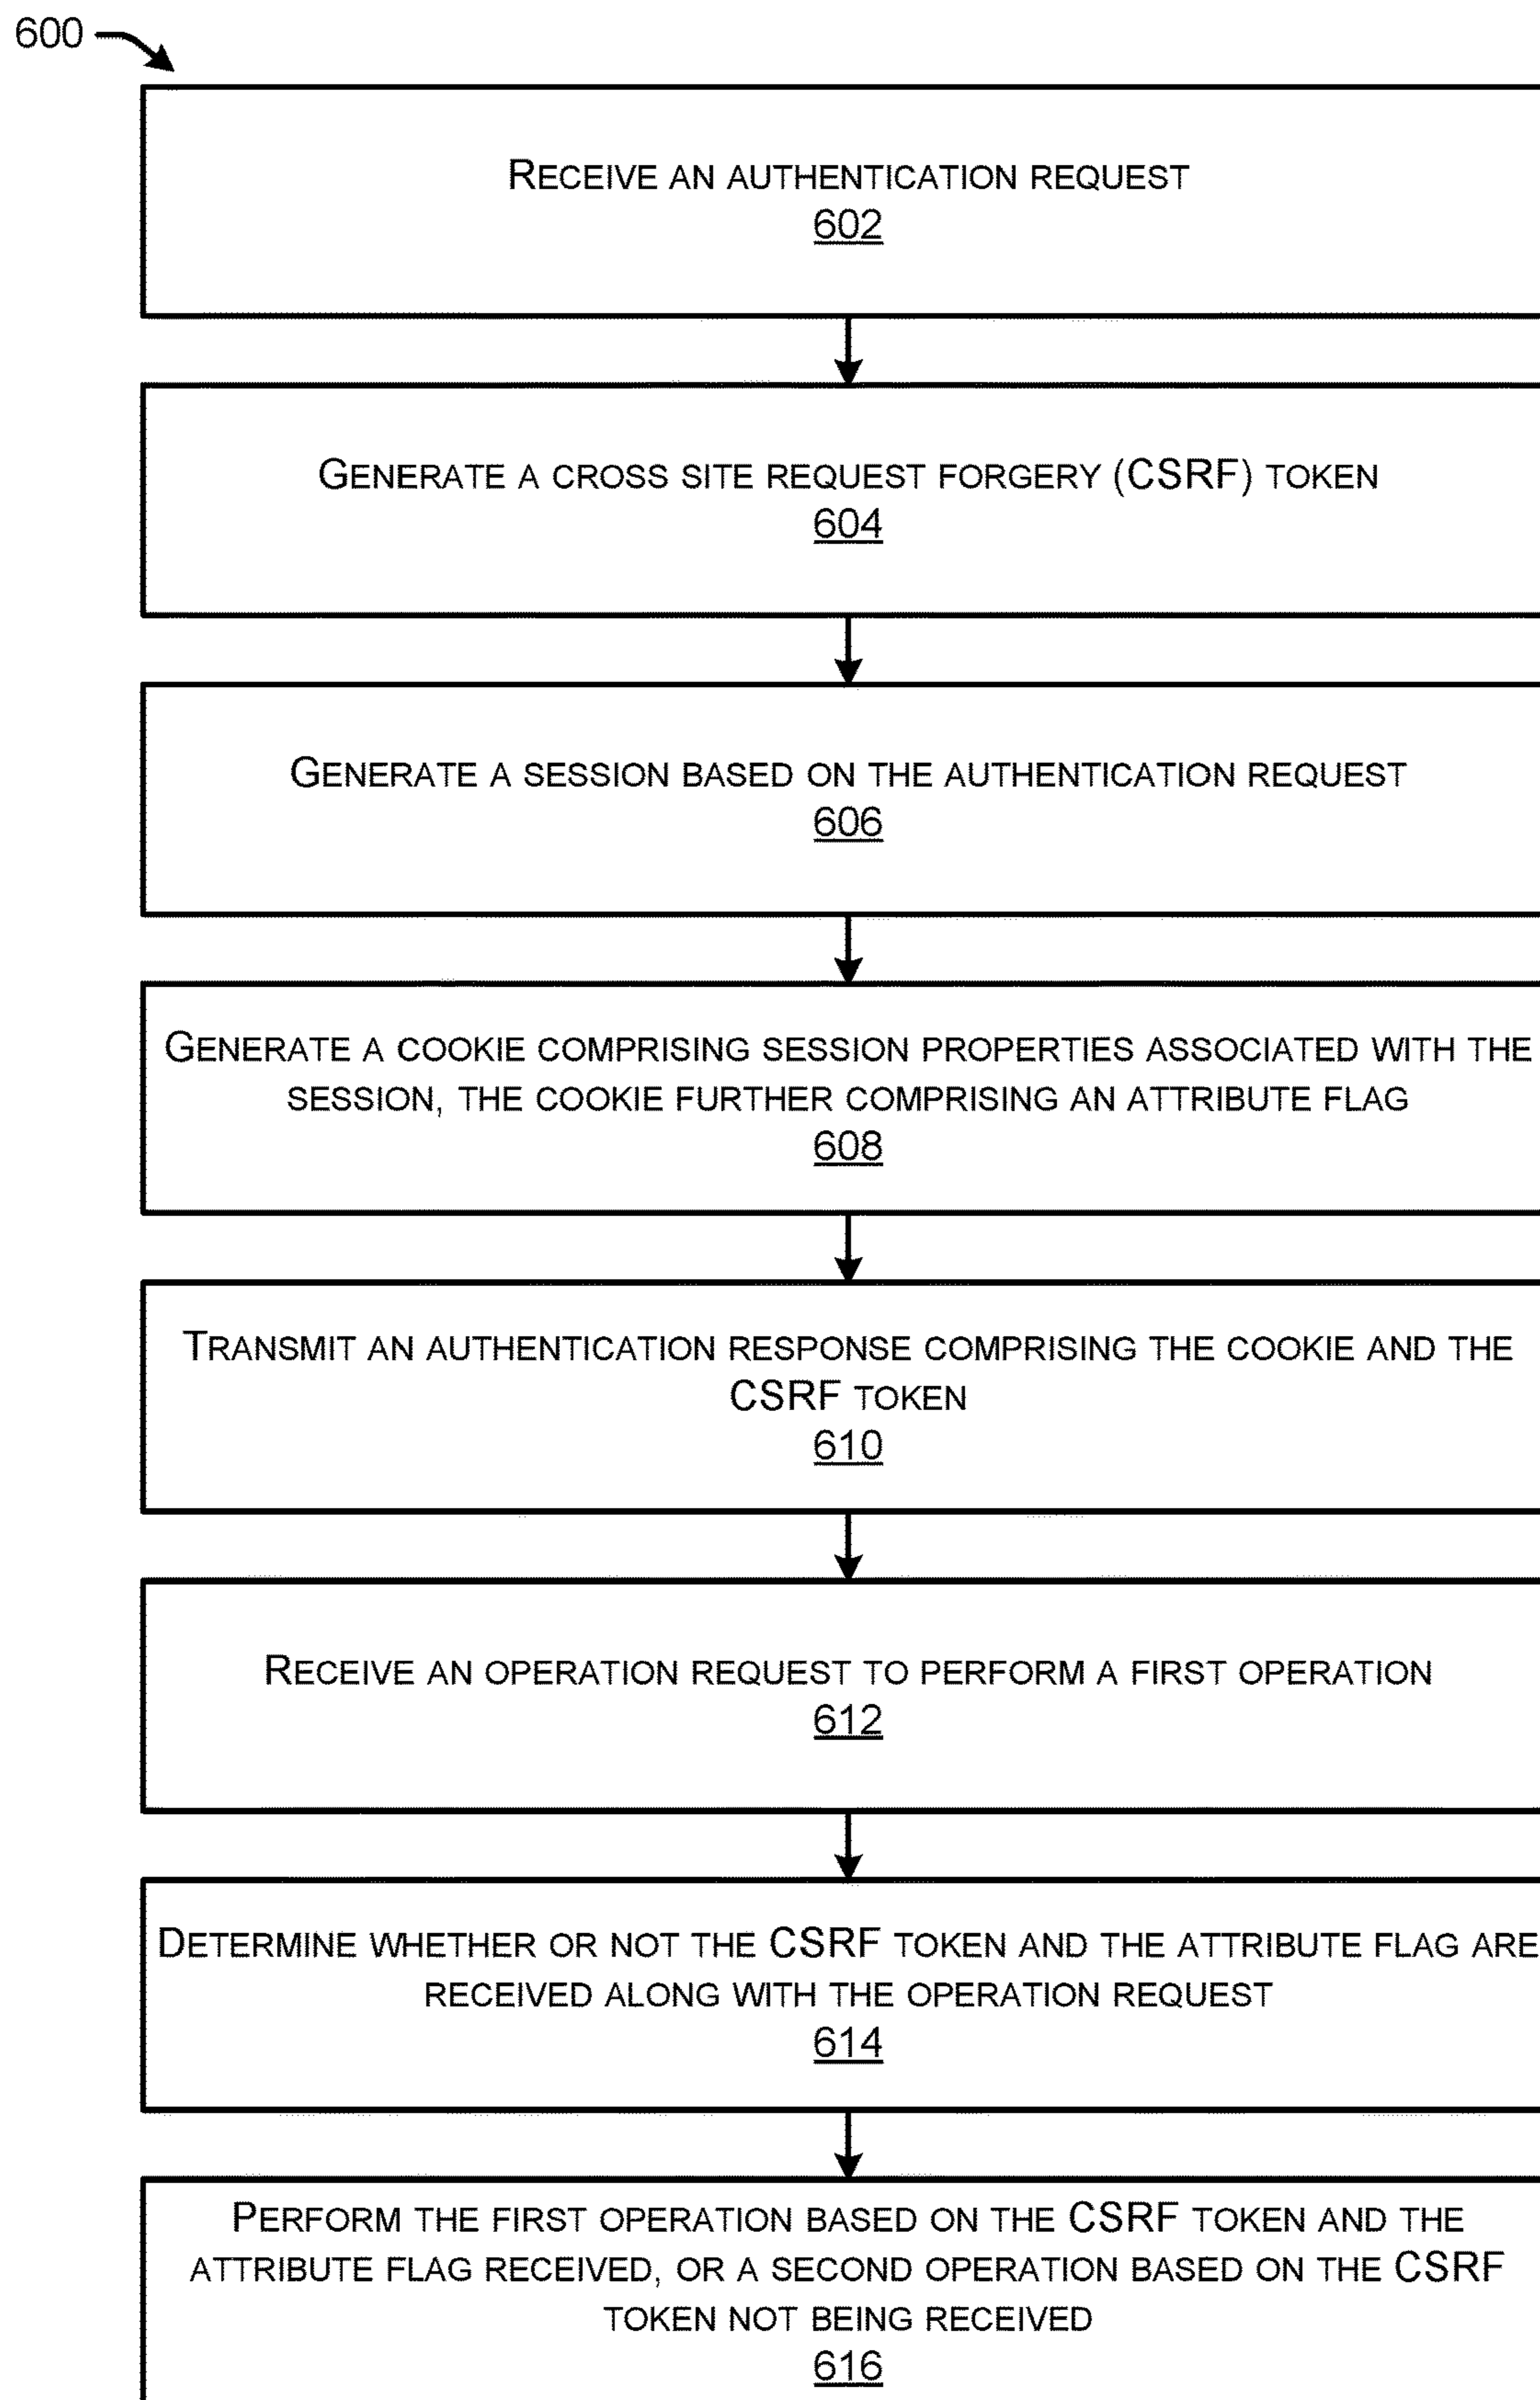 600
RECEIVE AN AUTHENTICATION REQUEST
602
GENERATE A CROSS SITE REQUEST FORGERY (CSRF) TOKEN
604
GENERATE A SESSION BASED ON THE AUTHENTICATION REQUEST
606
GENERATE A COOKIE COMPRISING SESSION PROPERTIES ASSOCIATED WITH THE
SESSION, THE COOKIE FURTHER COMPRISING AN ATTRIBUTE FLAG
608
TRANSMIT AN AUTHENTICATION RESPONSE COMPRISING THE COOKIE AND THE
CSRF TOKEN
610
RECEIVE AN OPERATION REQUEST TO PERFORM A FIRST OPERATION
612
DETERMINE WHETHER OR NOT THE CSRF TOKEN AND THE ATTRIBUTE FLAG ARE
RECEIVED ALONG WITH THE OPERATION REQUEST
614
PERFORM THE FIRST OPERATION BASED ON THE CSRF TOKEN AND THE
ATTRIBUTE FLAG RECEIVED, OR A SECOND OPERATION BASED ON THE CSRF
TOKEN NOT BEING RECEIVED
616